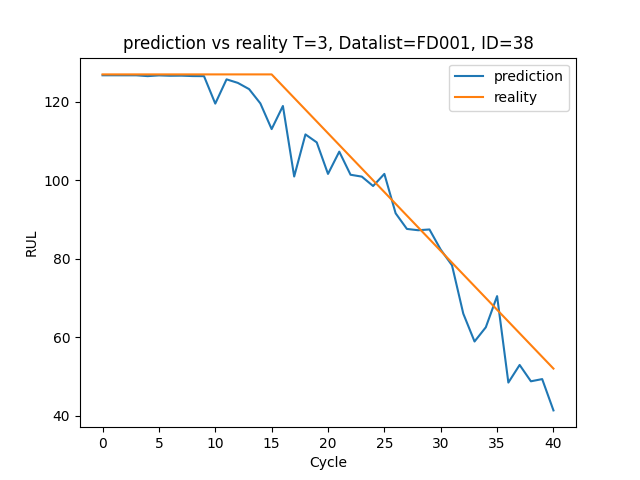 prediction vs reality T=3, Datalist=FD001, ID=38
prediction
reality
120
100
80
60
40
RUL
0 5 10 15 20 25 30 35 40
Cycle